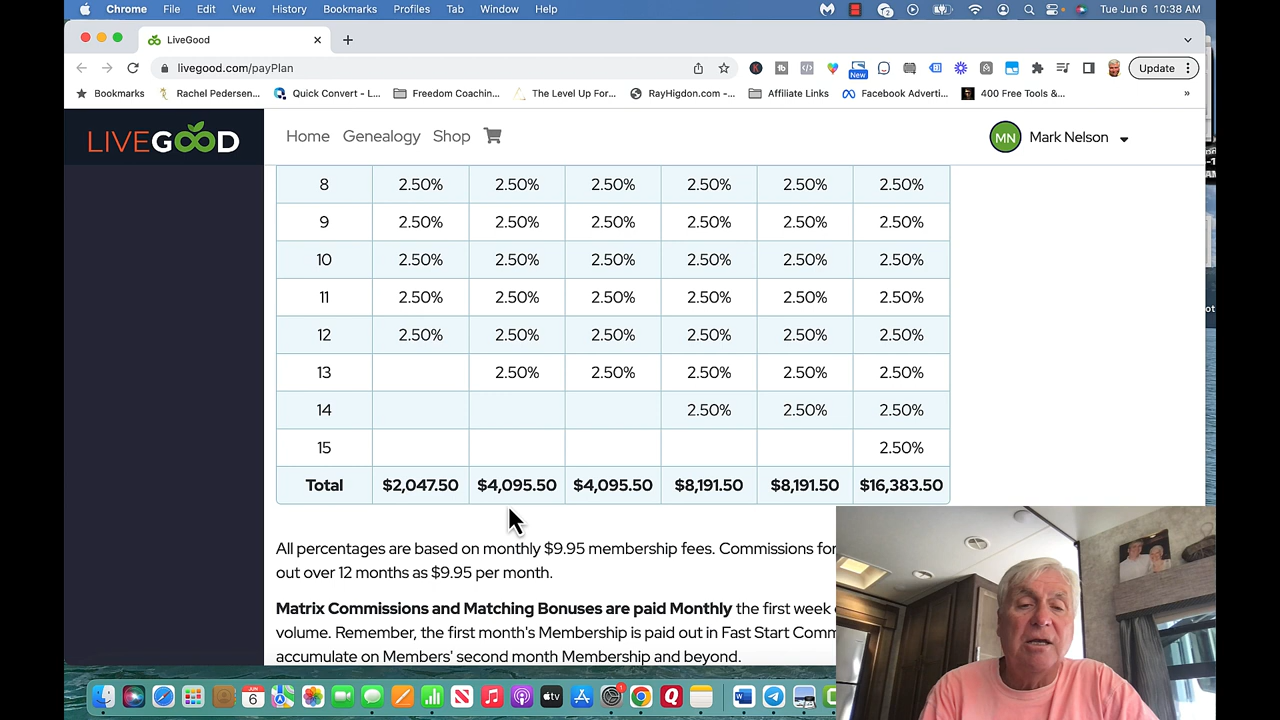 Chrome File Edit View History Bookmarks Profiles Tab Window Help
Tue Jun 6 10:38 AM
LiveGood
livegood.com/payPlan
New
Update
Bookmarks Rachel Pedersen... Quick Convert - L... Freedom Coachin... The Level Up For... RayHigdon.com -... Affiliate Links Facebook Adverti... 400 Free Tools &...
LIVEGOOD
Home Genealogy Shop
MN Mark Nelson
8 2.50% 2.50% 2.50% 2.50% 2.50% 2.50%
9 2.50% 2.50% 2.50% 2.50% 2.50% 2.50%
10 2.50% 2.50% 2.50% 2.50% 2.50% 2.50%
11 2.50% 2.50% 2.50% 2.50% 2.50% 2.50%
12 2.50% 2.50% 2.50% 2.50% 2.50% 2.50%
13 2.50% 2.50% 2.50% 2.50% 2.50%
14 2.50% 2.50% 2.50%
15 2.50%
Total $2,047.50 $4,095.50 $4,095.50 $8,191.50 $8,191.50 $16,383.50
All percentages are based on monthly $9.95 membership fees. Commissions for
out over 12 months as $9.95 per month.
Matrix Commissions and Matching Bonuses are paid Monthly the first week
volume. Remember, the first month's Membership is paid out in Fast Start Comm
accumulate on Members' second month Membership and beyond.
JUN
6
tv
1